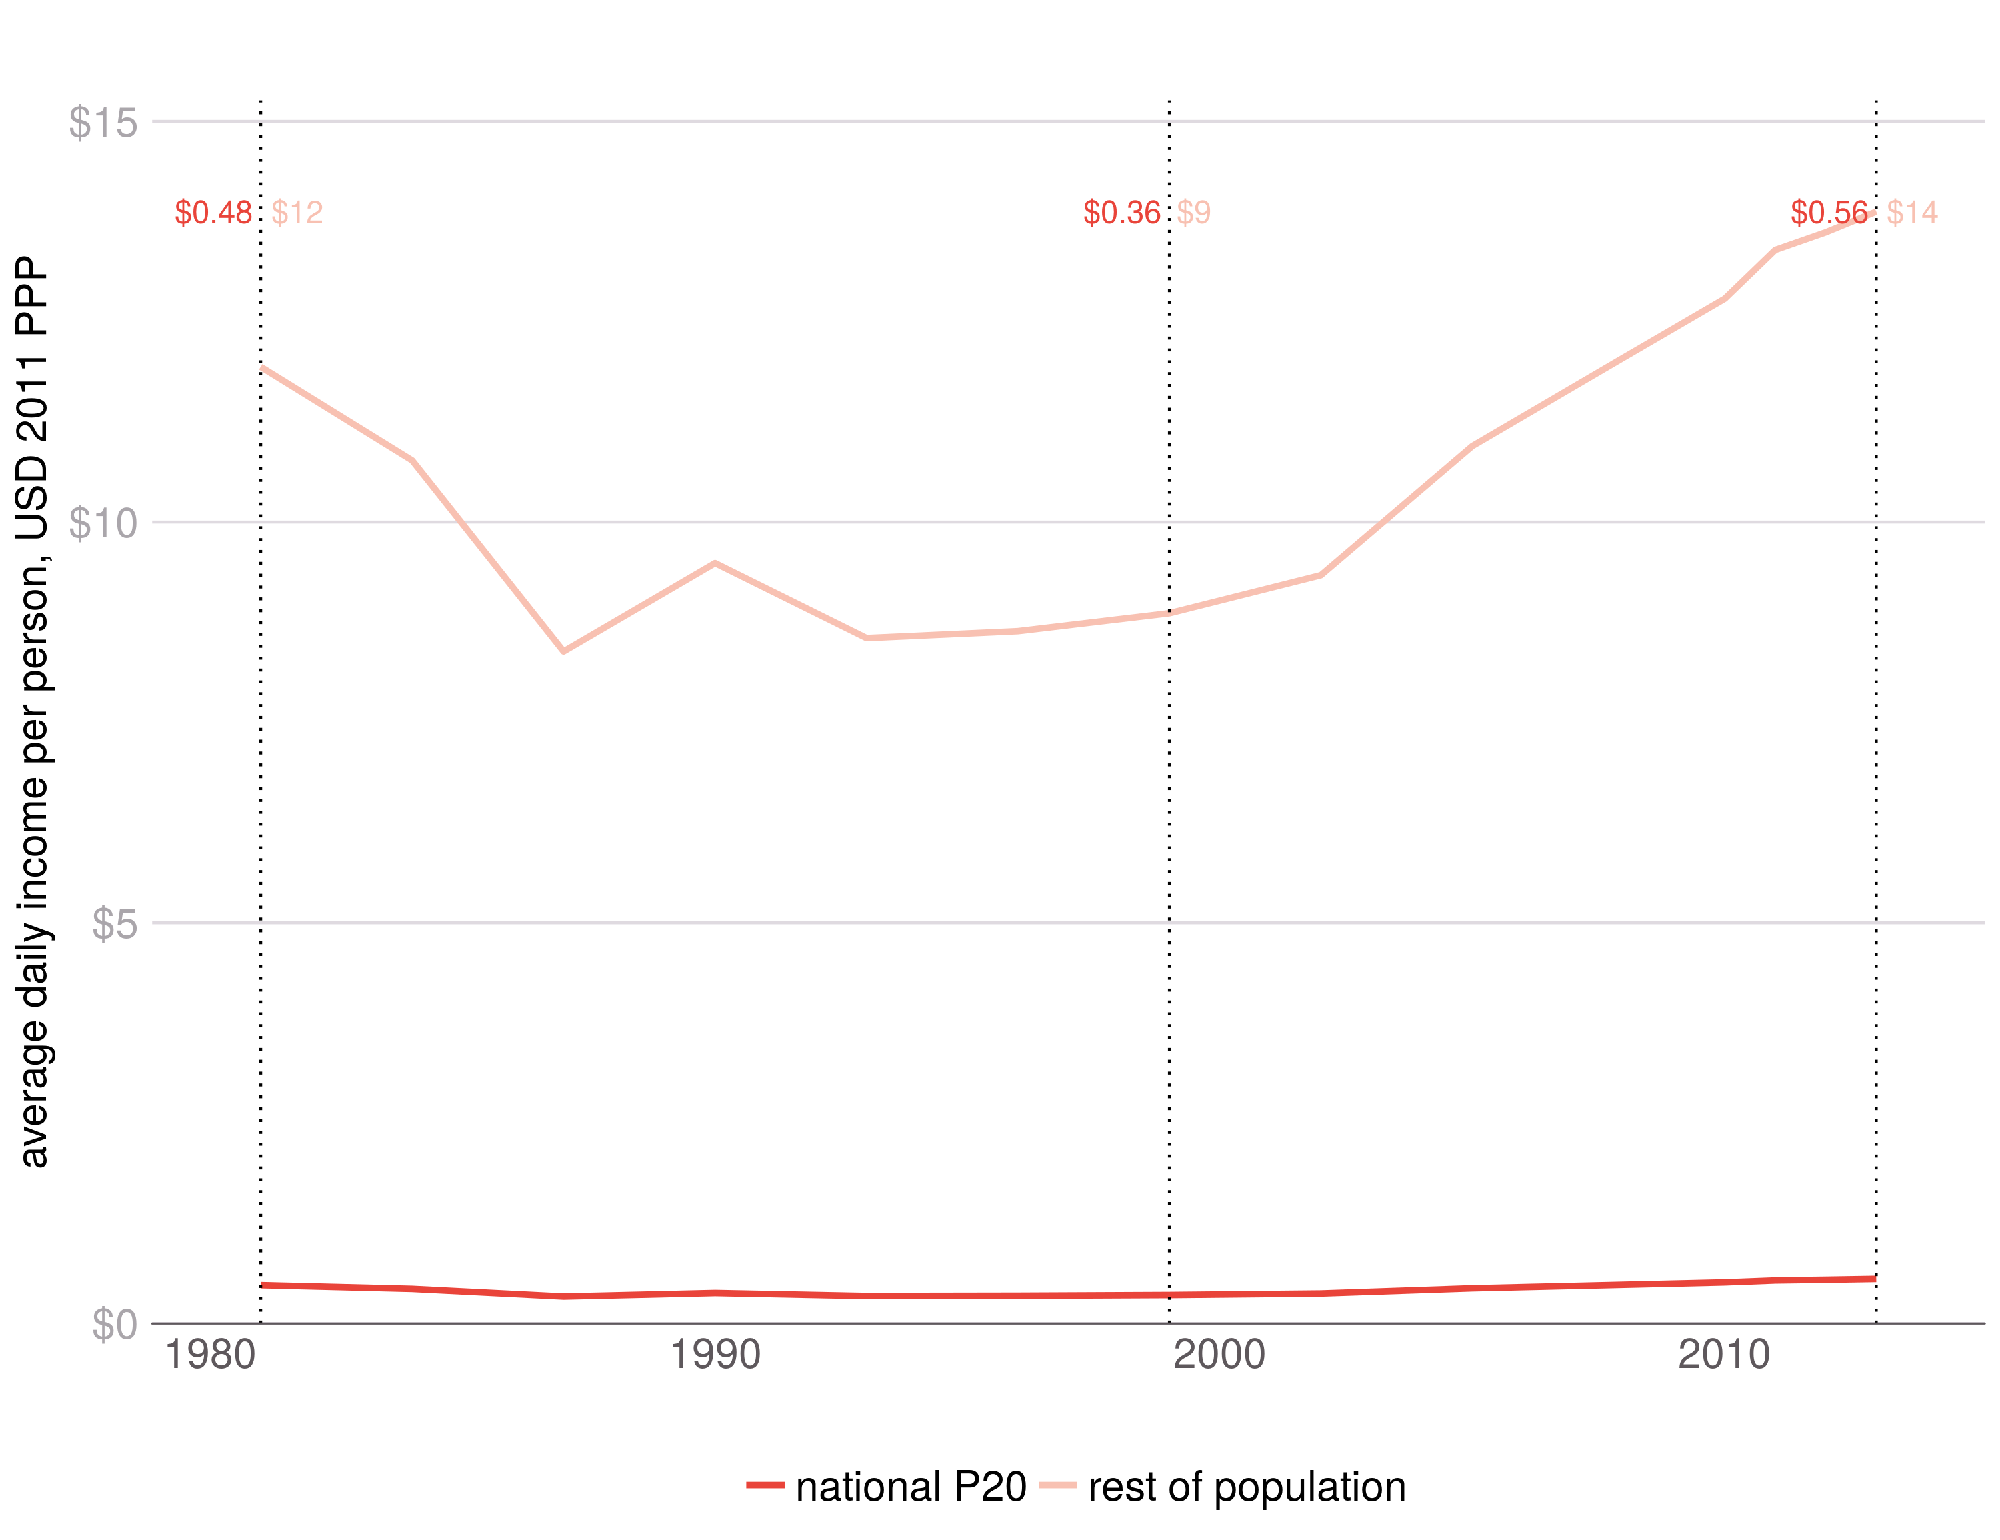 $15
$0.48 $12 $0.36 $9 $0.56 $14
average daily income per person, USD 2011 PPP
$10
$5
$0
1980 1990 2000 2010
national P20 rest of population